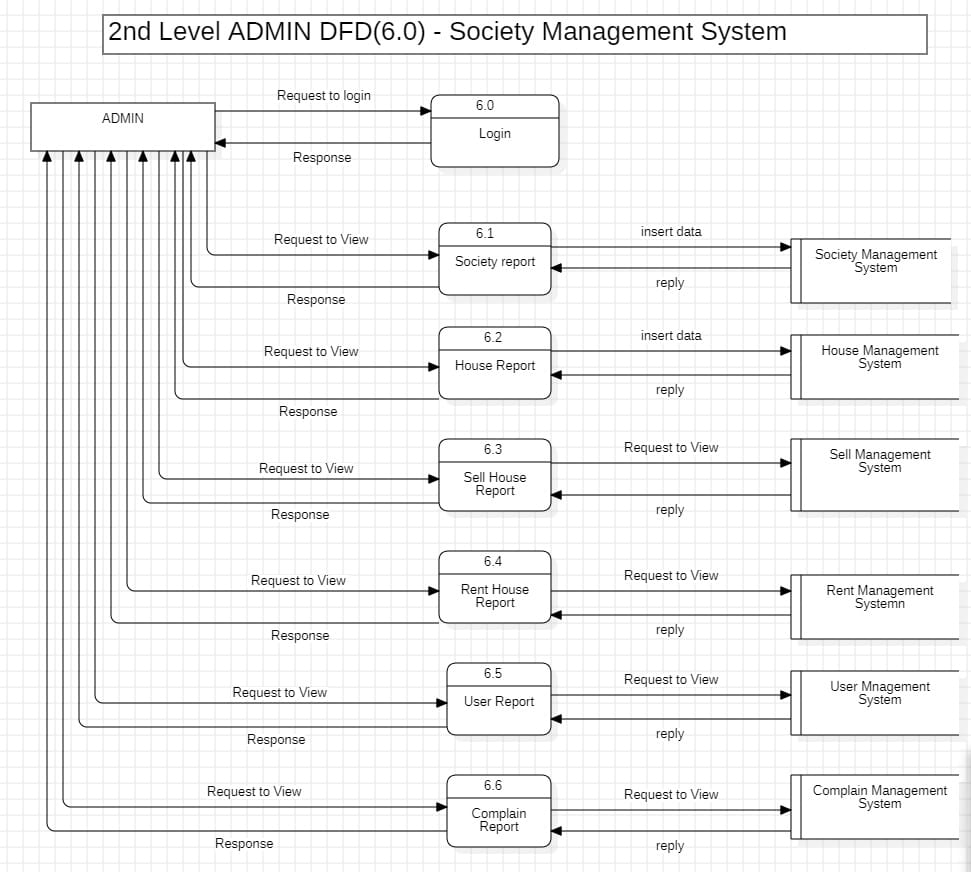 2nd Level ADMIN DFD(6.0) - Society Management System
ADMIN
Request to login
Response
6.0
Login
Request to View
Response
6.1
Society report
insert data
reply
Society Management
System
Request to View
Response
6.2
House Report
insert data
reply
House Management
System
Request to View
Response
6.3
Sell House
Report
Request to View
reply
Sell Management
System
Request to View
Response
6.4
Rent House
Report
Request to View
reply
Rent Management
Systemn
Request to View
Response
6.5
User Report
Request to View
reply
User Mnagement
System
Request to View
Response
6.6
Complain
Report
Request to View
reply
Complain Management
System